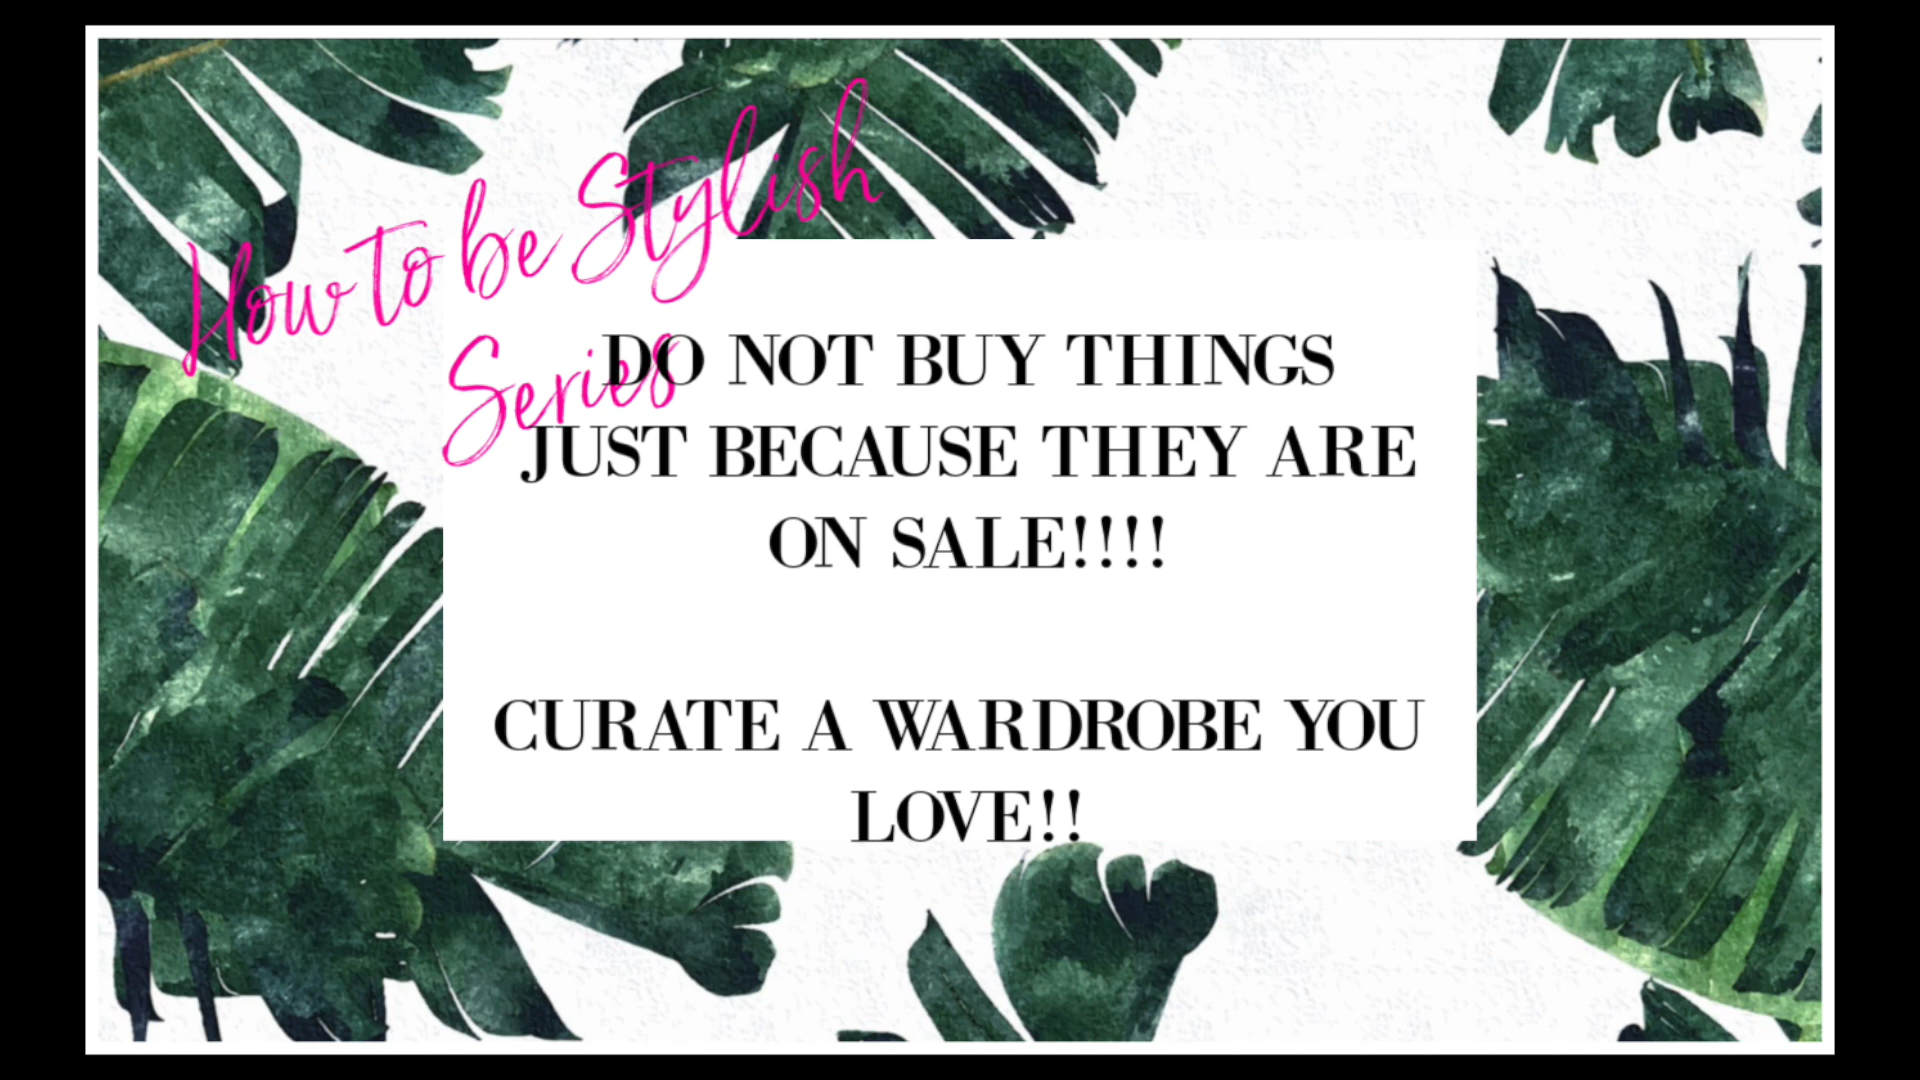 How to be Stylish
Series
DO NOT BUY THINGS
JUST BECAUSE THEY ARE
ON SALE!!!!
CURATE A WARDROBE YOU
LOVE!!